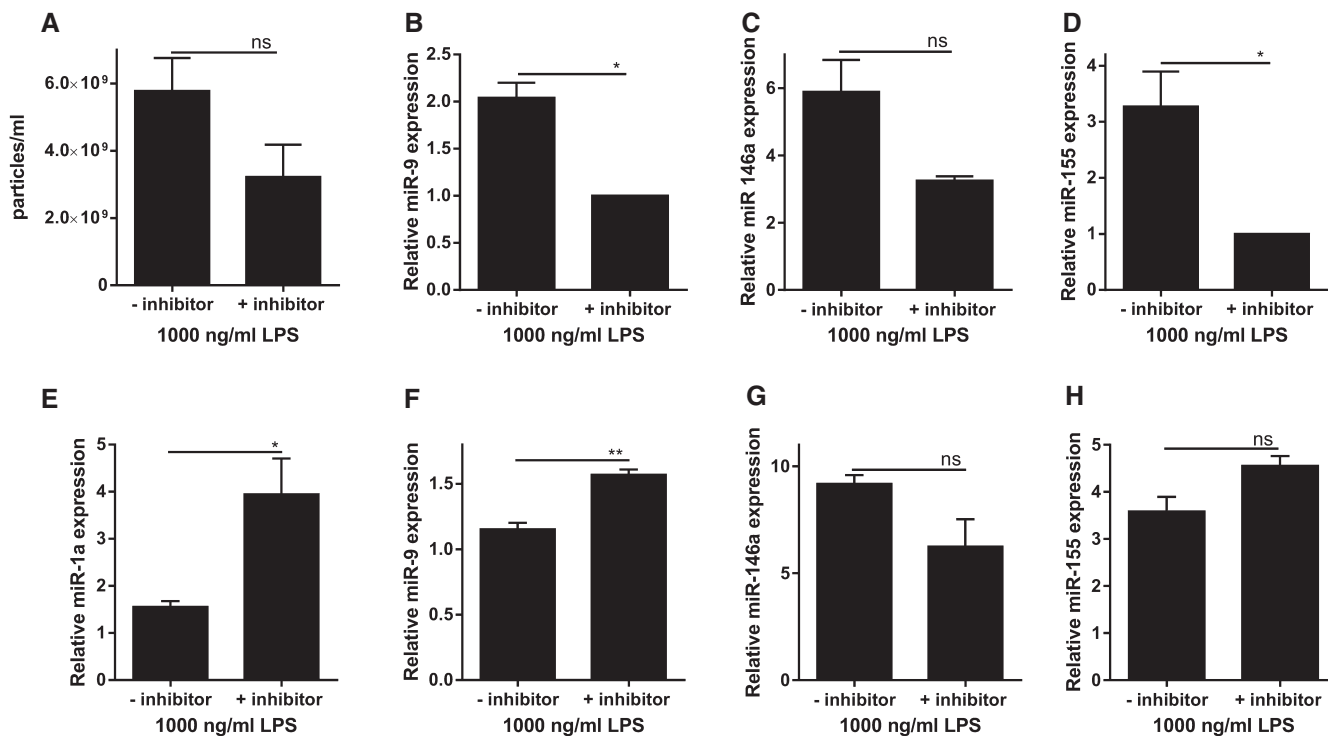 A
ns
particles/ml
6.0×10⁹
4.0×10⁹
2.0×10⁹
0
- inhibitor + inhibitor
1000 ng/ml LPS
B
*
Relative miR-9 expression
2.5
2.0
1.5
1.0
0.5
0.0
- inhibitor + inhibitor
1000 ng/ml LPS
C
ns
Relative miR 146a expression
6
4
2
0
- inhibitor + inhibitor
1000 ng/ml LPS
D
*
Relative miR-155 expression
4
3
2
1
0
- inhibitor + inhibitor
1000 ng/ml LPS
E
*
Relative miR-1a expression
5
4
3
2
1
0
- inhibitor + inhibitor
1000 ng/ml LPS
F
**
Relative miR-9 expression
1.5
1.0
0.5
0.0
- inhibitor + inhibitor
1000 ng/ml LPS
G
ns
Relative miR-146a expression
10
5
0
- inhibitor + inhibitor
1000 ng/ml LPS
H
ns
Relative miR-155 expression
5
4
3
2
1
0
- inhibitor + inhibitor
1000 ng/ml LPS